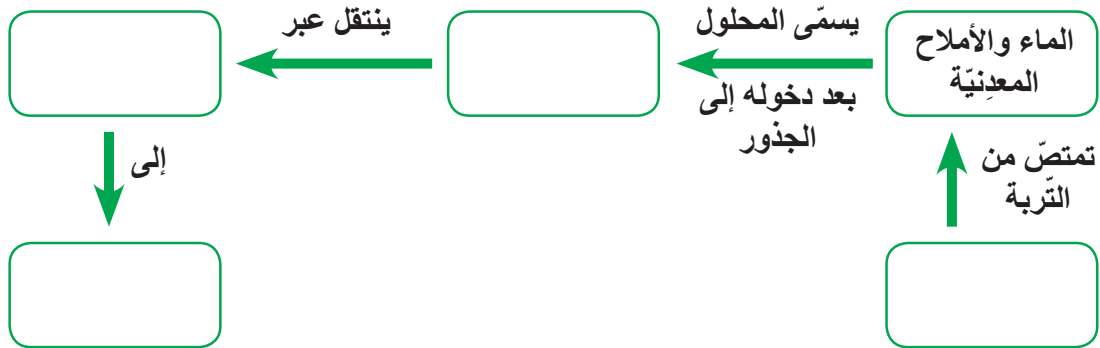 الماء والأملاح
المعدِنيّة
يسمّى المحلول
بعد دخوله إلى
الجذور
ينتقل عبر
إلى
تمتصّ من
التّربة